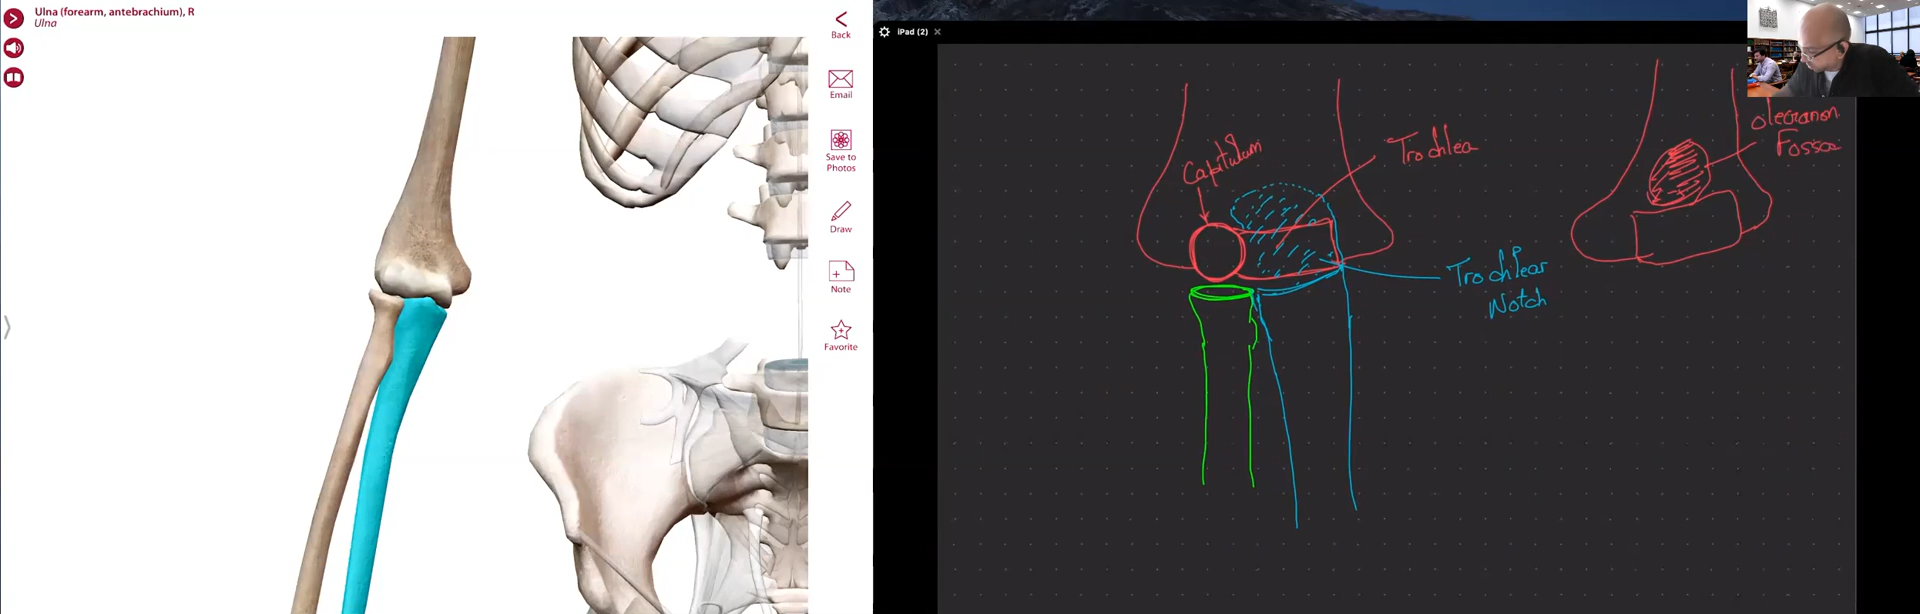 Ulna (forearm, antebrachium), R
Ulna
Back
Email
Save to
Photos
Draw
Note
Favorite
iPad (2)
Capitulum
Trochlea
Trochlear
Notch
olecranon
Fossa